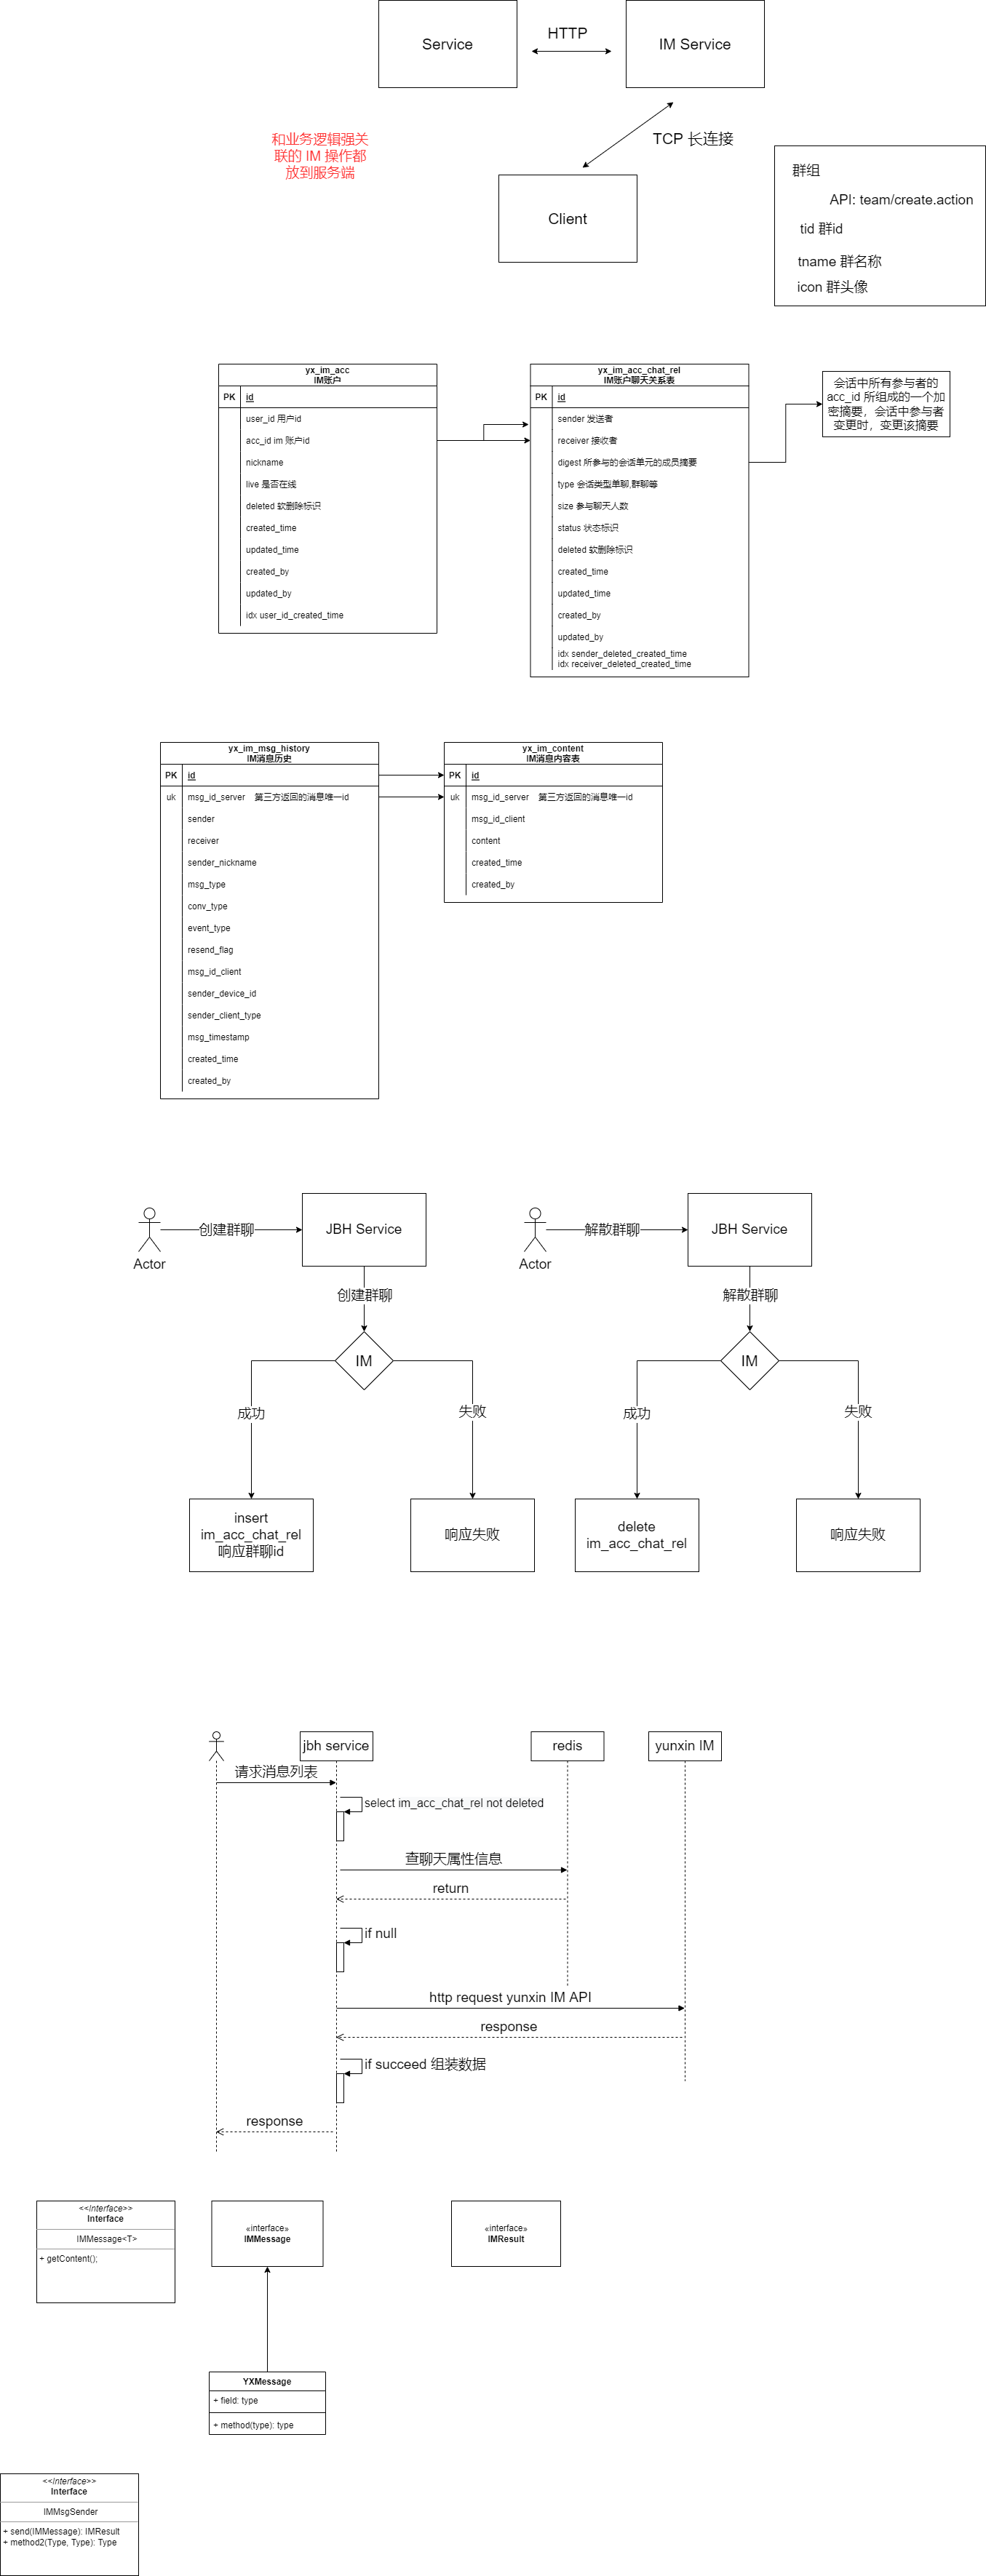 Service
HTTP
IM Service
和业务逻辑强关
联的 IM 操作都
放到服务端
TCP 长连接
Client
群组
API: team/create.action
tid 群id
tname 群名称
icon 群头像
yx_im_acc
IM账户
PK id
user_id 用户id
acc_id im 账户id
nickname
live 是否在线
deleted 软删除标识
created_time
updated_time
created_by
updated_by
idx user_id_created_time
yx_im_acc_chat_rel
IM账户聊天关系表
PK id
sender 发送者
receiver 接收者
digest 所参与的会话单元的成员摘要
type 会话类型单聊,群聊等
size 参与聊天人数
status 状态标识
deleted 软删除标识
created_time
updated_time
created_by
updated_by
idx sender_deleted_created_time
idx receiver_deleted_created_time
会话中所有参与者的
acc_id 所组成的一个加
密摘要，会话中参与者
变更时，变更该摘要
yx_im_msg_history
IM消息历史
PK id
uk msg_id_server 第三方返回的消息唯一id
sender
receiver
sender_nickname
msg_type
conv_type
event_type
resend_flag
msg_id_client
sender_device_id
sender_client_type
msg_timestamp
created_time
created_by
yx_im_content
IM消息内容表
PK id
uk msg_id_server 第三方返回的消息唯一id
msg_id_client
content
created_time
created_by
Actor
创建群聊
JBH Service
创建群聊
IM
成功
失败
insert
im_acc_chat_rel
响应群聊id
响应失败
Actor
解散群聊
JBH Service
解散群聊
IM
成功
失败
delete
im_acc_chat_rel
响应失败
jbh service
redis
yunxin IM
请求消息列表
select im_acc_chat_rel not deleted
查聊天属性信息
return
if null
http request yunxin IM API
response
if succeed 组装数据
response
<<Interface>>
Interface
IMMessage<T>
+ getContent();
«interface»
IMMessage
«interface»
IMResult
YXMessage
+ field: type
+ method(type): type
<<Interface>>
Interface
IMMsgSender
+ send(IMMessage): IMResult
+ method2(Type, Type): Type